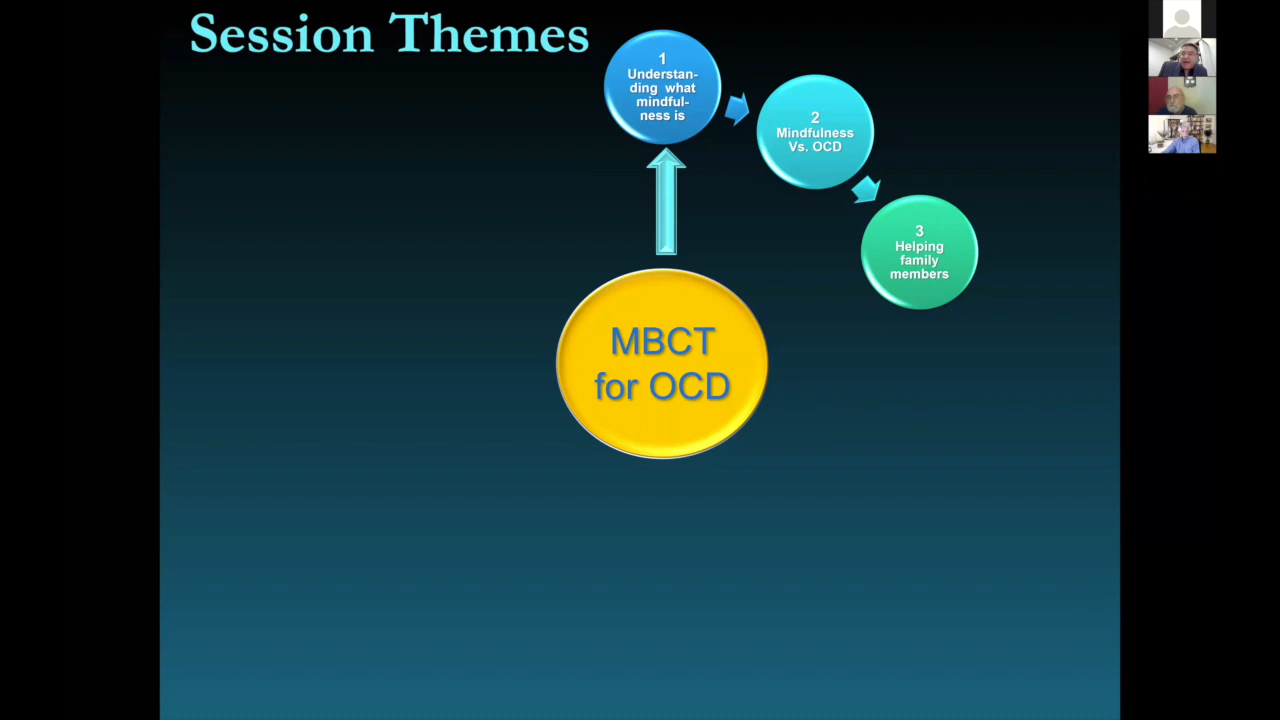 Session Themes
1
Understan-
ding what
mindful-
ness is
2
Mindfulness
Vs. OCD
3
Helping
family
members
MBCT
for OCD